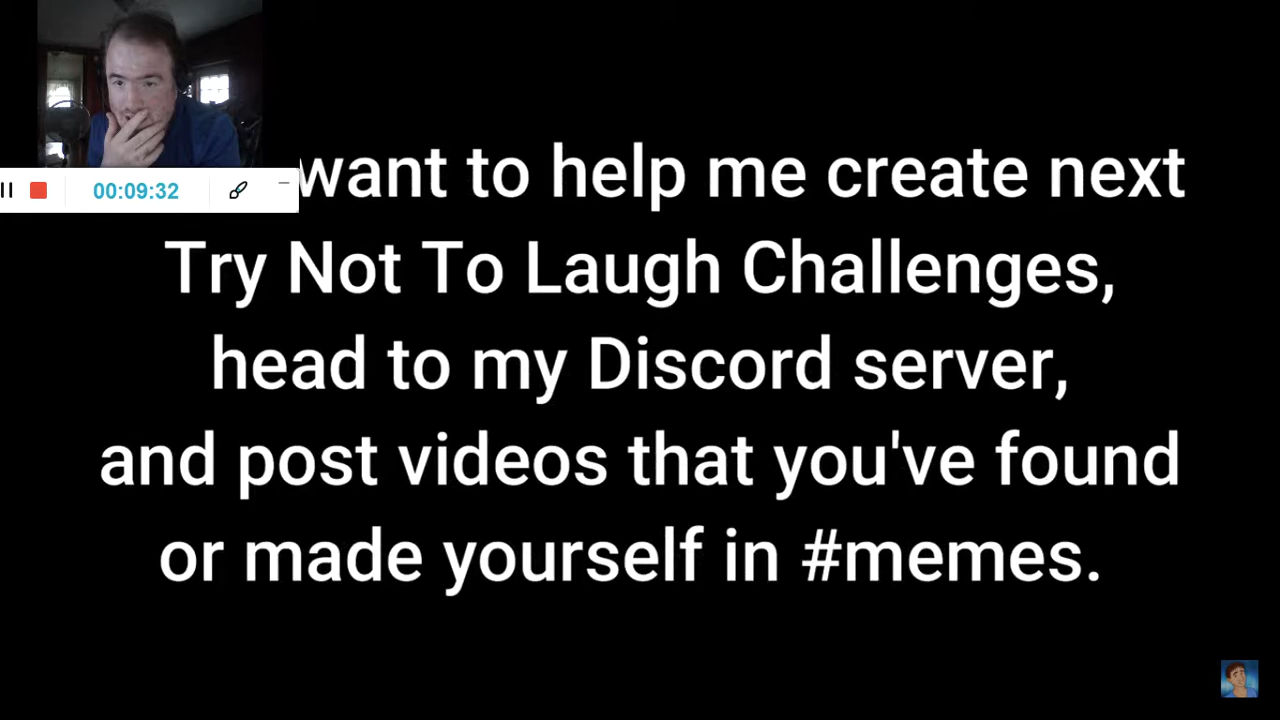 00:09:32
want to help me create next
Try Not To Laugh Challenges,
head to my Discord server,
and post videos that you've found
or made yourself in #memes.